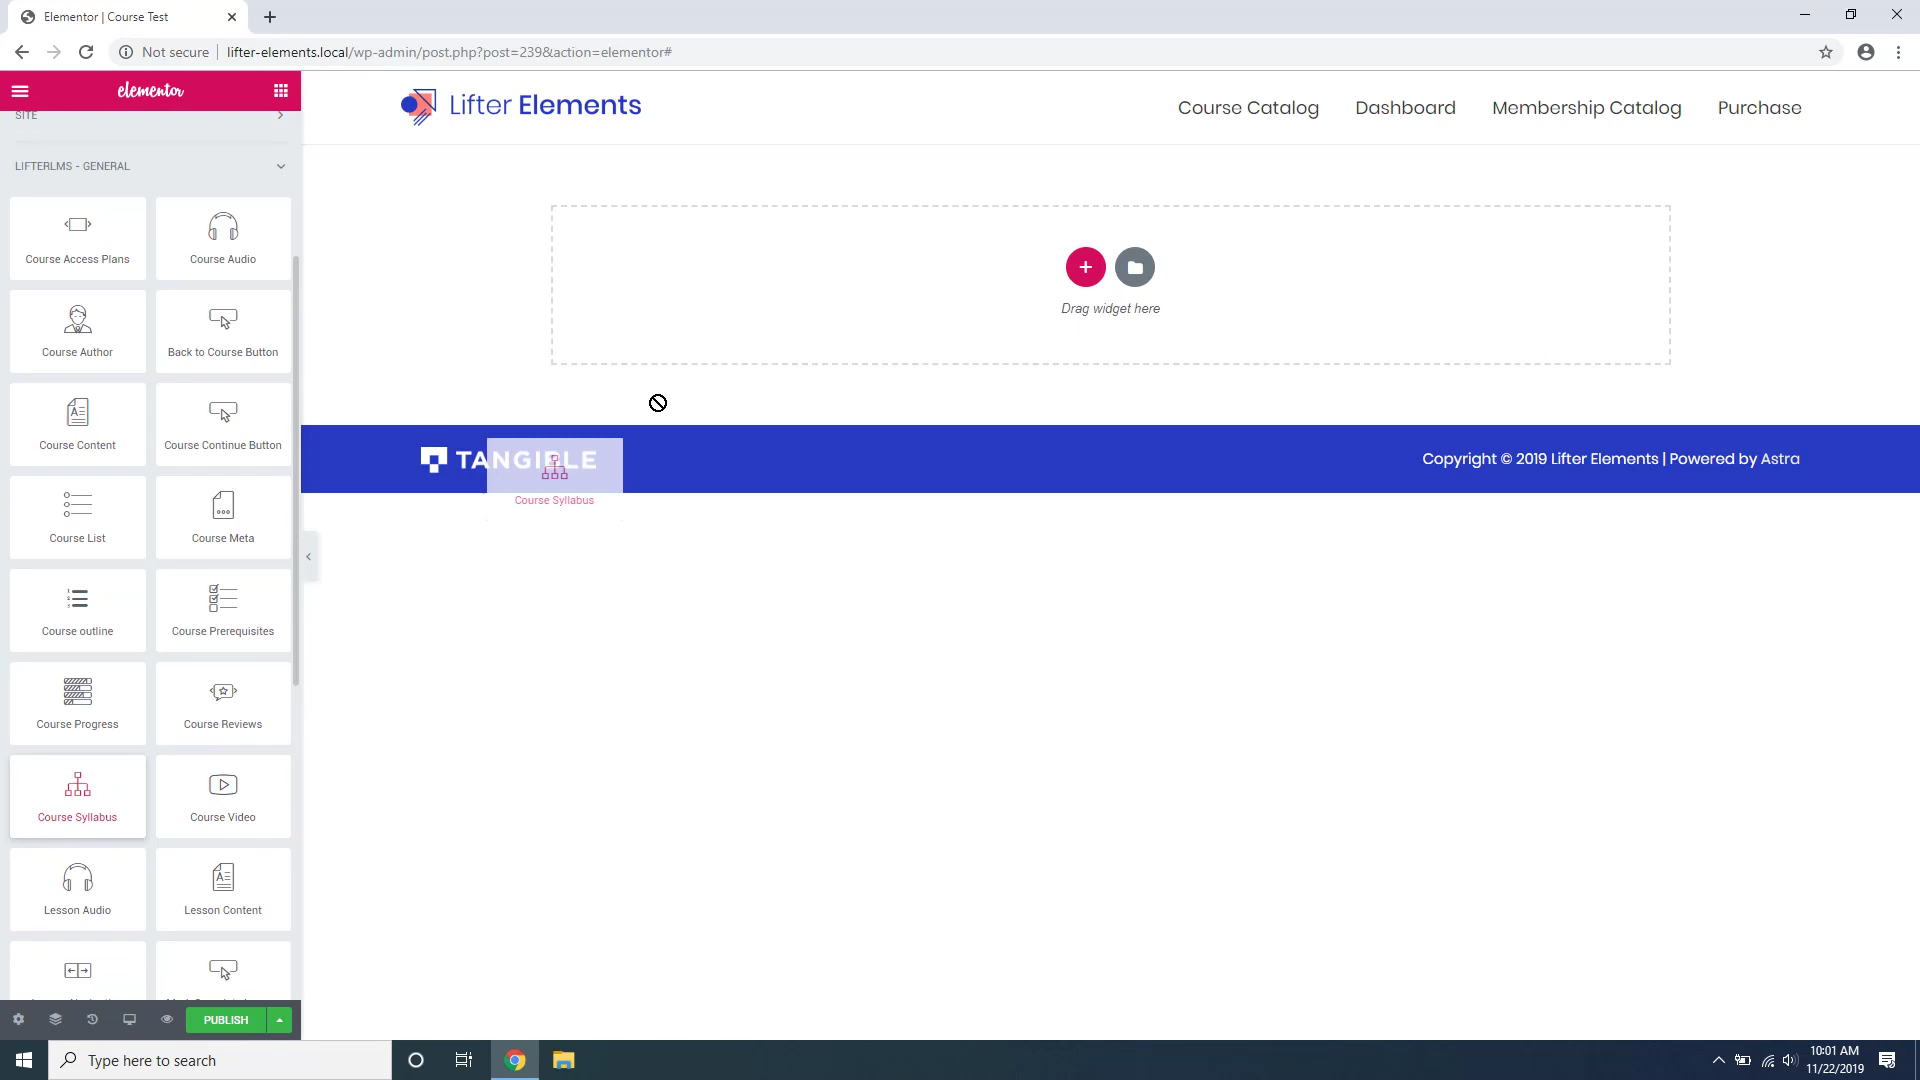 Elementor | Course Test
Not secure
lifter-elements.local/wp-admin/post.php?post=239&action=elementor#
elementor
SITE
LIFTERLMS - GENERAL
Course Access Plans
Course Audio
Course Author
Back to Course Button
Course Content
Course Continue Button
Course List
Course Meta
Course outline
Course Prerequisites
Course Progress
Course Reviews
Course Syllabus
Course Video
Lesson Audio
Lesson Content
PUBLISH
Lifter Elements
Course Catalog
Dashboard
Membership Catalog
Purchase
Drag widget here
TANGIBLE
Course Syllabus
Copyright © 2019 Lifter Elements | Powered by Astra
Type here to search
10:01 AM
11/22/2019